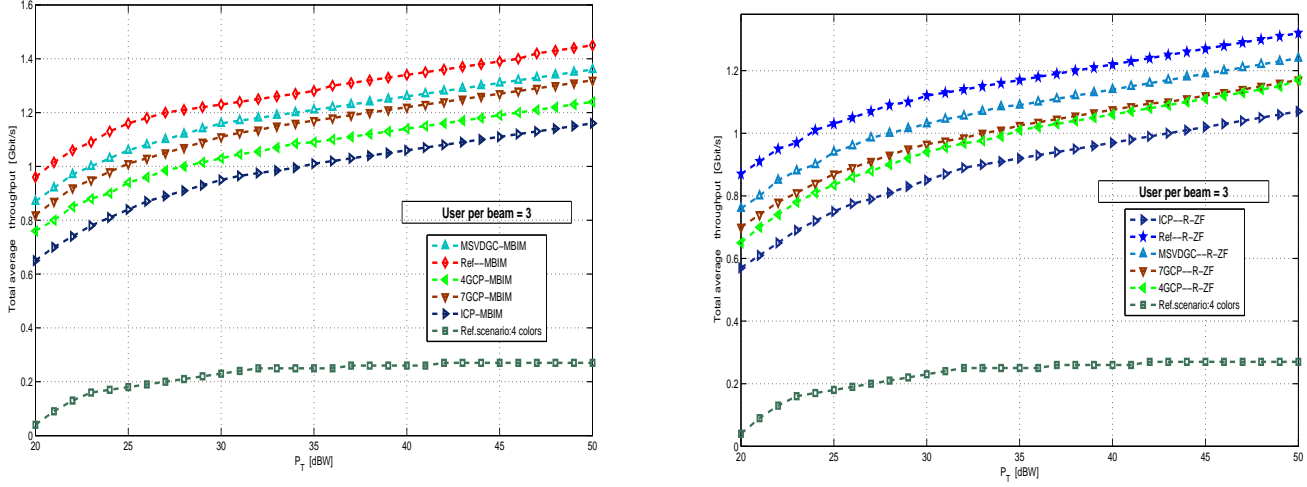 1.6
1.4
1.2
1
0.8
0.6
0.4
0.2
0
Total average throughput [Gbit/s]
User per beam = 3
MSVDGC-MBIM
Ref--MBIM
4GCP-MBIM
7GCP-MBIM
ICP-MBIM
Ref.scenario:4 colors
20 25 30 35 40 45 50
P_T [dBW]
1.2
1
0.8
0.6
0.4
0.2
0
Total average throughput [Gbit/s]
User per beam = 3
ICP--R-ZF
Ref--R-ZF
MSVDGC--R-ZF
7GCP--R-ZF
4GCP--R-ZF
Ref.scenario:4 colors
20 25 30 35 40 45 50
P_T [dBW]